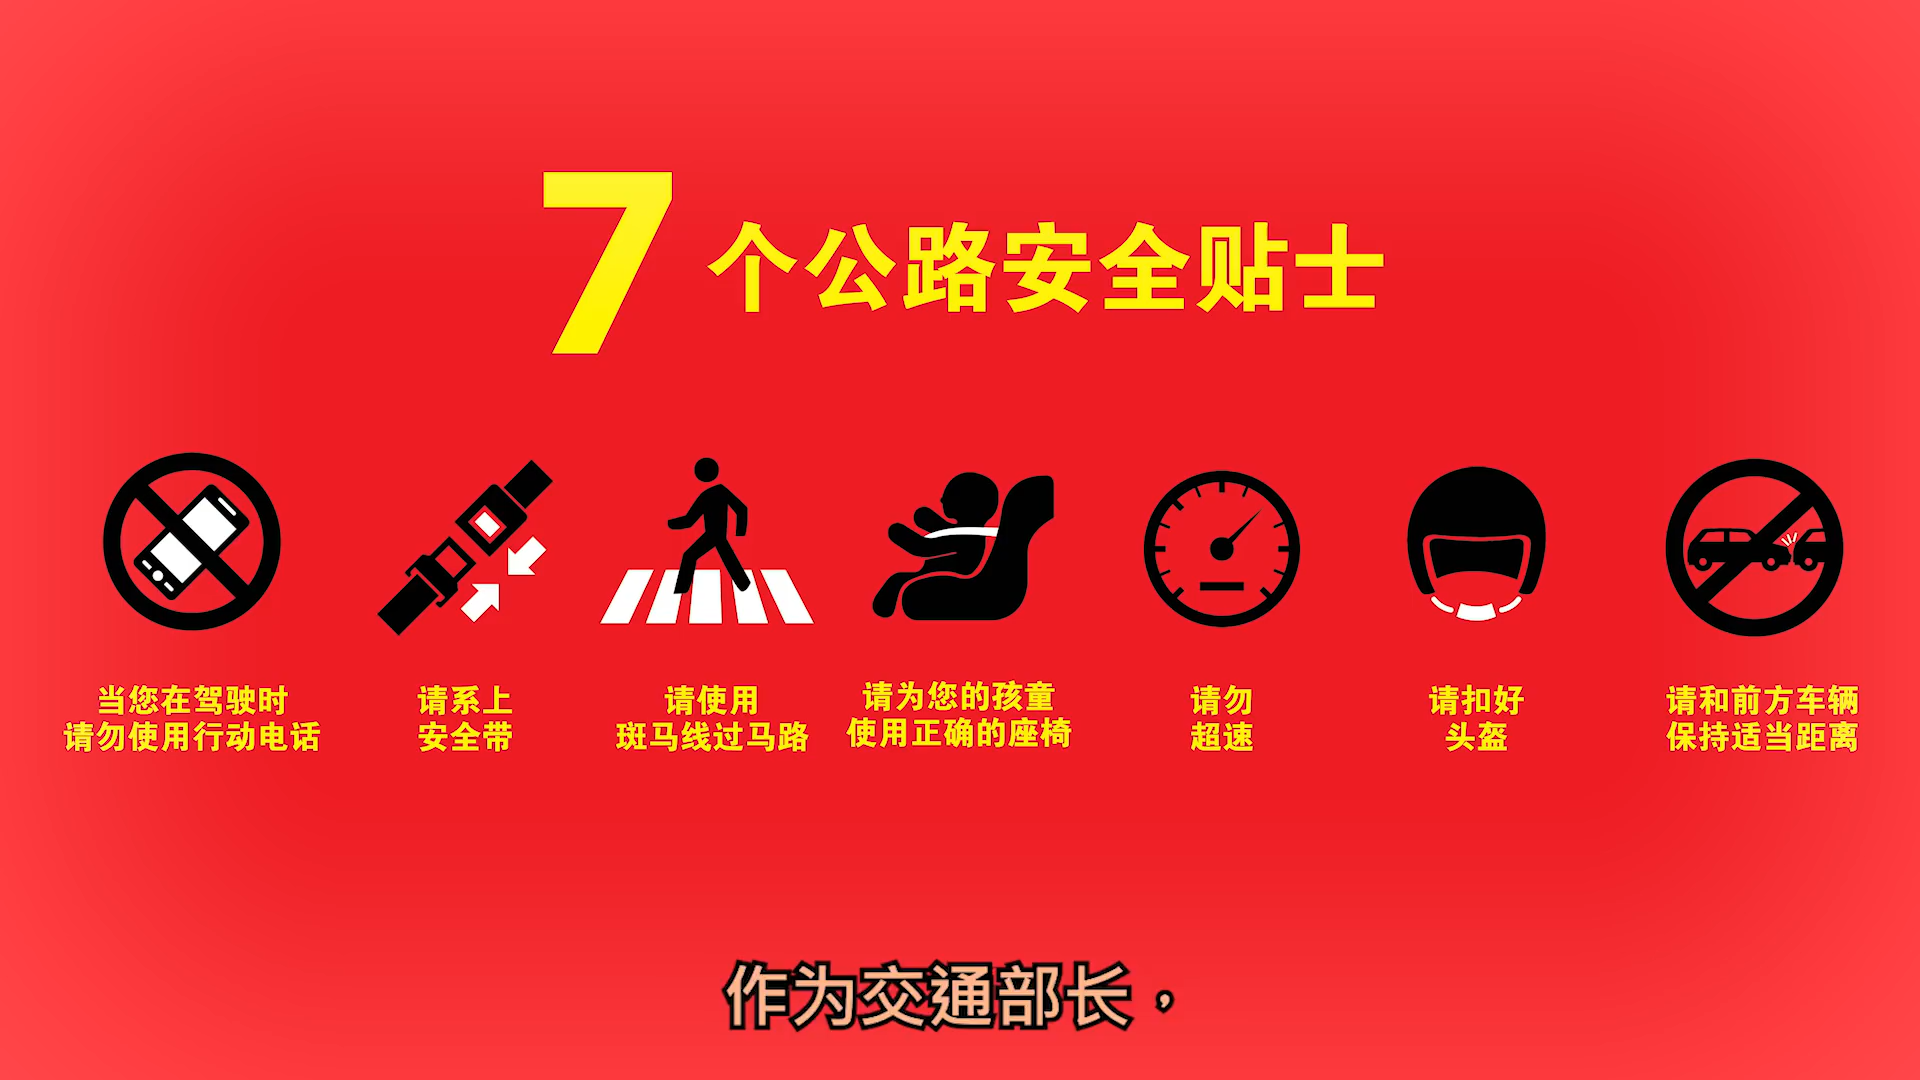 7个公路安全贴士
当您在驾驶时
请勿使用行动电话
请系上
安全带
请使用
斑马线过马路
请为您的孩童
使用正确的座椅
请勿
超速
请扣好
头盔
请和前方车辆
保持适当距离
作为交通部长，